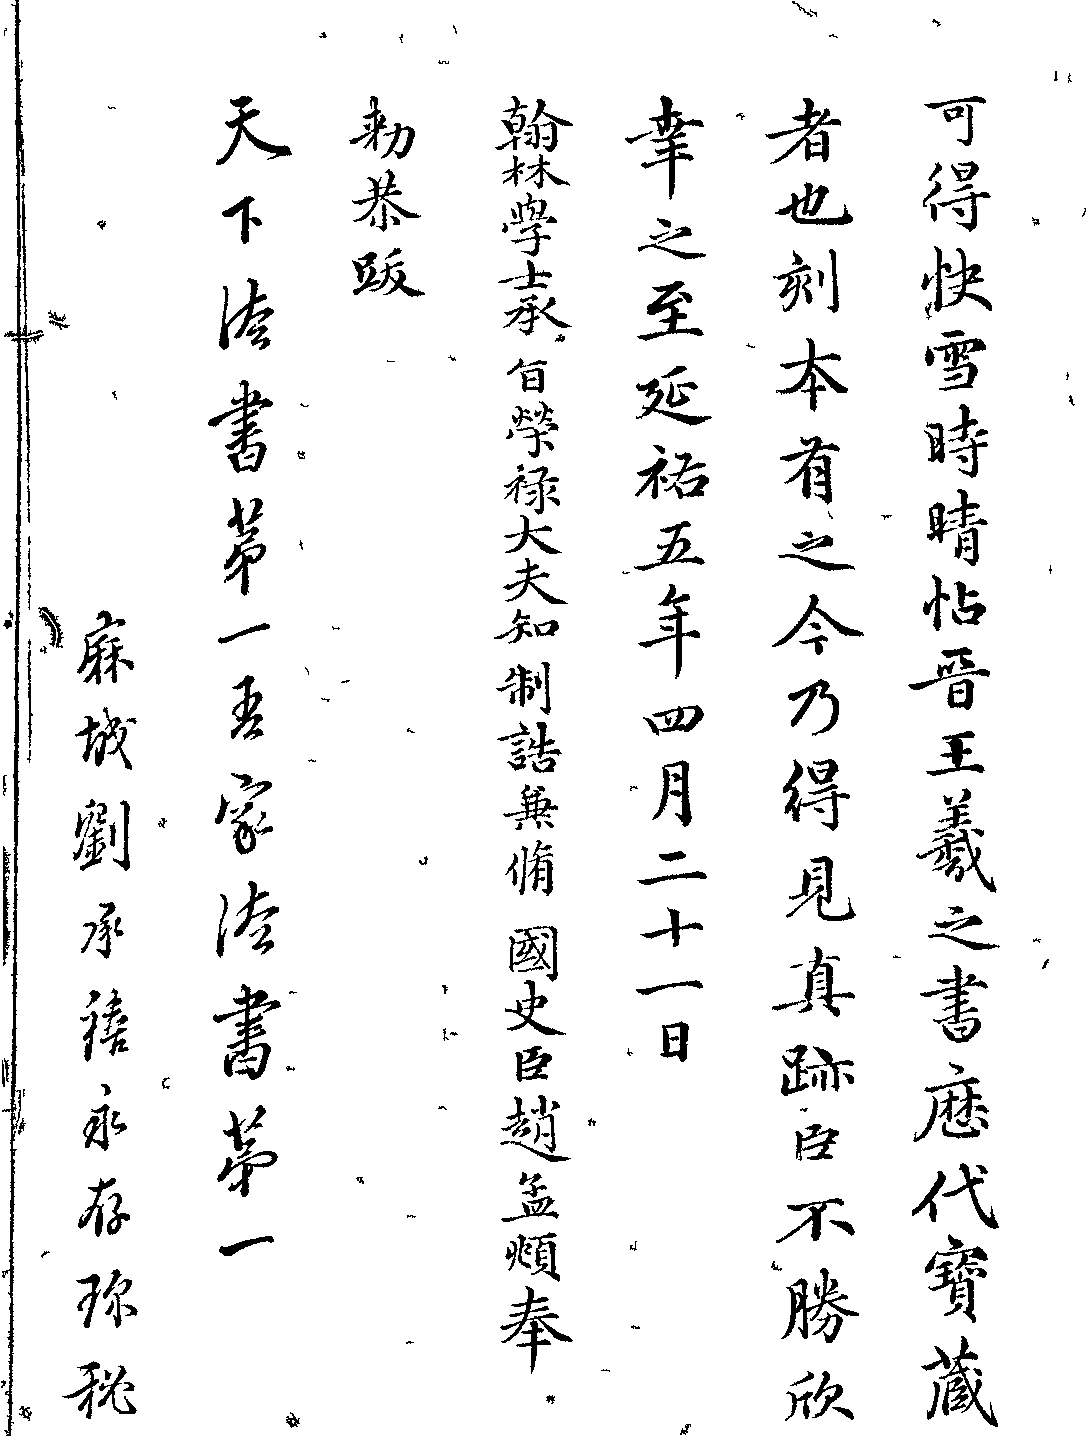 可得快雪時晴帖晉王羲之書歷代寶藏
者也刻本有之今乃得見真跡臣不勝欣
幸之至延祐五年四月二十一日
翰林學士承旨榮祿大夫知制誥兼脩國史臣趙孟頫奉
勑恭跋
天下法書第一吾家法書第一
麻城劉承禧永存珍秘